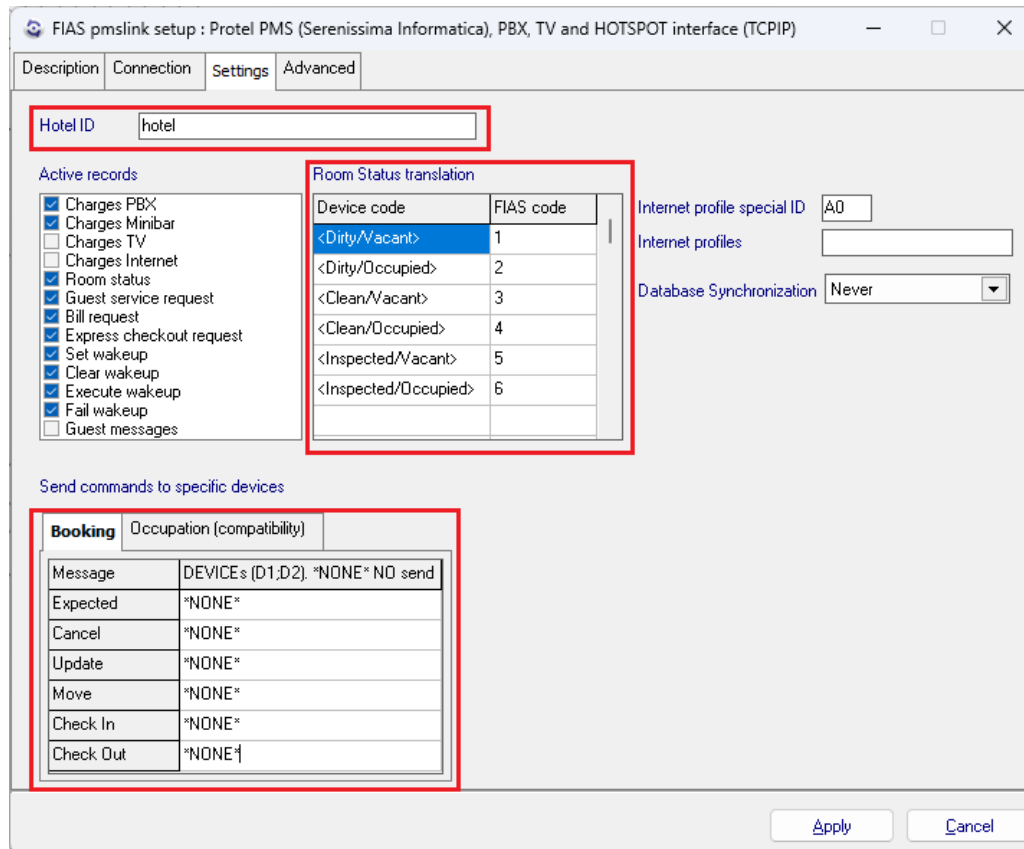 FIAS pmslink setup : Protel PMS (Serenissima Informatica), PBX, TV and HOTSPOT interface (TCPIP)
Description Connection Settings Advanced
Hotel ID hotel
Active records
Charges PBX
Charges Minibar
Charges TV
Charges Internet
Room status
Guest service request
Bill request
Express checkout request
Set wakeup
Clear wakeup
Execute wakeup
Fail wakeup
Guest messages
Room Status translation
Device code FIAS code
<Dirty/Vacant> 1
<Dirty/Occupied> 2
<Clean/Vacant> 3
<Clean/Occupied> 4
<Inspected/Vacant> 5
<Inspected/Occupied> 6
Internet profile special ID A0
Internet profiles
Database Synchronization Never
Send commands to specific devices
Booking Occupation (compatibility)
Message DEVICEs (D1;D2). *NONE* NO send
Expected *NONE*
Cancel *NONE*
Update *NONE*
Move *NONE*
Check In *NONE*
Check Out *NONE*
Apply Cancel